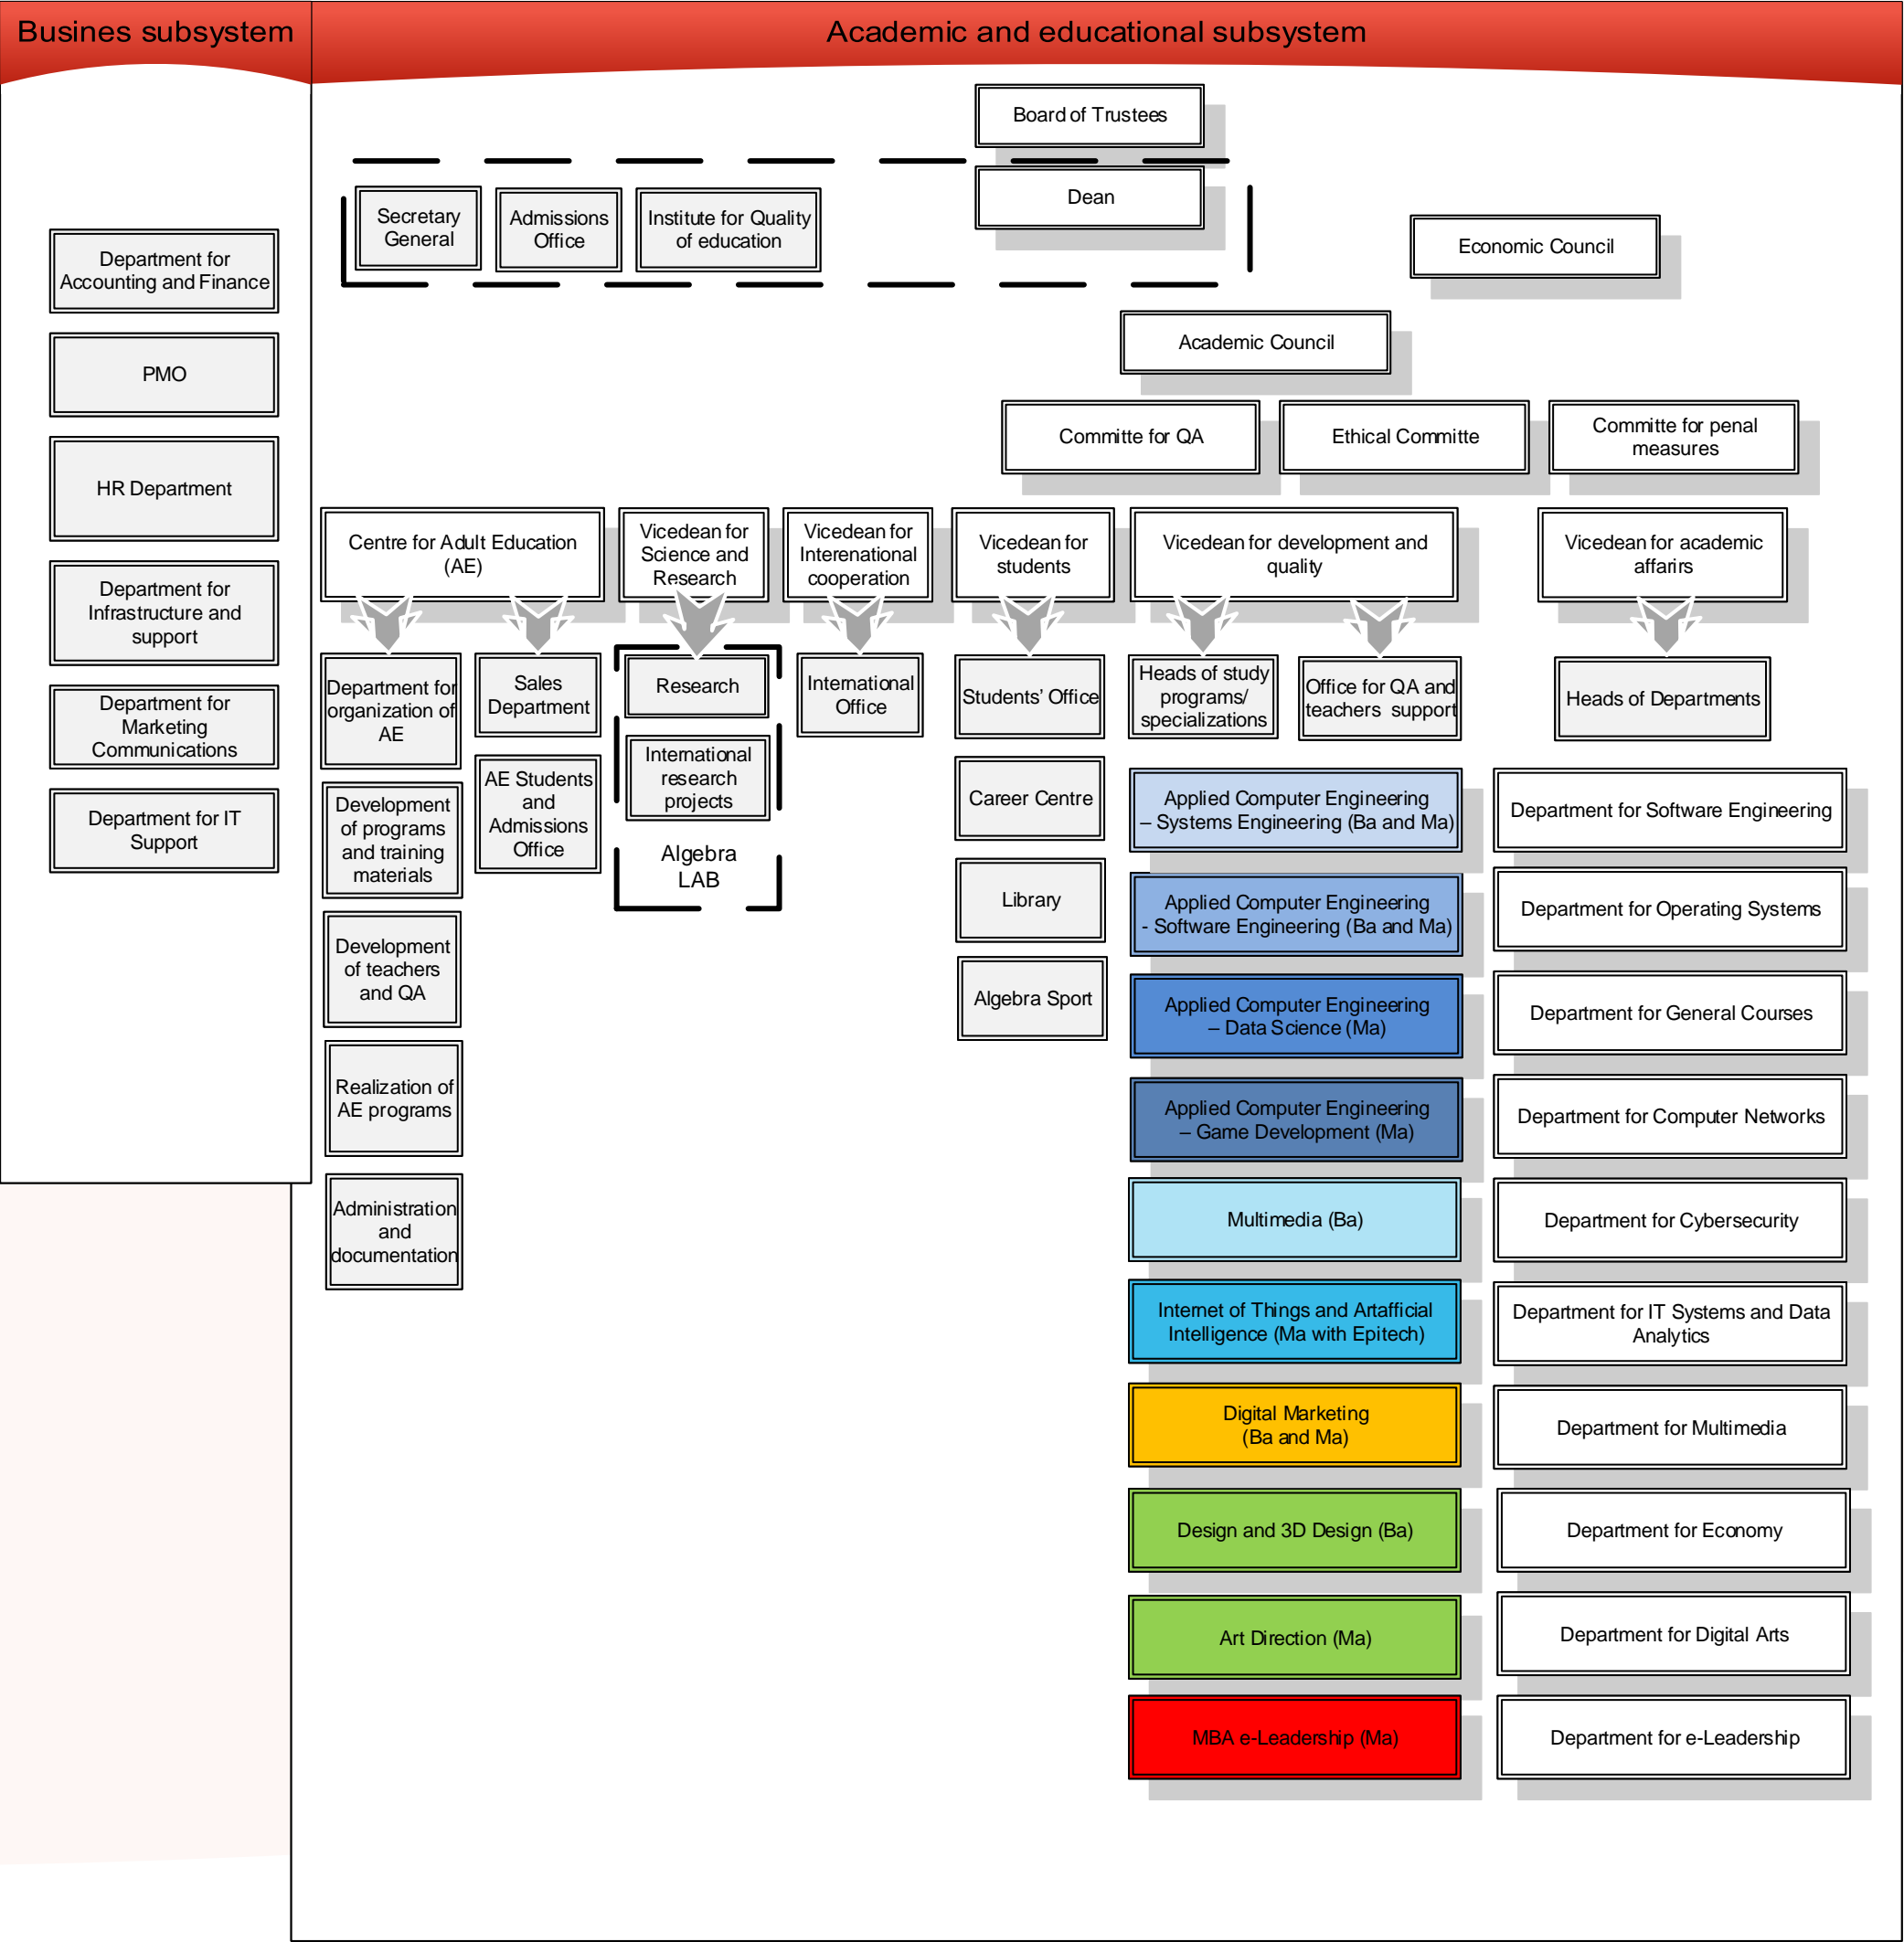 Busines subsystem
Academic and educational subsystem
Board of Trustees
Dean
Secretary
General
Admissions
Office
Institute for Quality
of education
Economic Council
Academic Council
Committe for QA
Ethical Committe
Committe for penal
measures
Department for
Accounting and Finance
PMO
HR Department
Department for
Infrastructure and
support
Department for
Marketing
Communications
Department for IT
Support
Centre for Adult Education
(AE)
Vicedean for
Science and
Research
Vicedean for
Interenational
cooperation
Vicedean for
students
Vicedean for development and
quality
Vicedean for academic
affarirs
Department for
organization of
AE
Development
of programs
and training
materials
Development
of teachers
and QA
Realization of
AE programs
Administration
and
documentation
Sales
Department
AE Students
and
Admissions
Office
Research
International
research
projects
Algebra
LAB
International
Office
Students’ Office
Career Centre
Library
Algebra Sport
Heads of study
programs/
specializations
Office for QA and
teachers support
Heads of Departments
Applied Computer Engineering
– Systems Engineering (Ba and Ma)
Applied Computer Engineering
- Software Engineering (Ba and Ma)
Applied Computer Engineering
– Data Science (Ma)
Applied Computer Engineering
– Game Development (Ma)
Multimedia (Ba)
Internet of Things and Artafficial
Intelligence (Ma with Epitech)
Digital Marketing
(Ba and Ma)
Design and 3D Design (Ba)
Art Direction (Ma)
MBA e-Leadership (Ma)
Department for Software Engineering
Department for Operating Systems
Department for General Courses
Department for Computer Networks
Department for Cybersecurity
Department for IT Systems and Data
Analytics
Department for Multimedia
Department for Economy
Department for Digital Arts
Department for e-Leadership